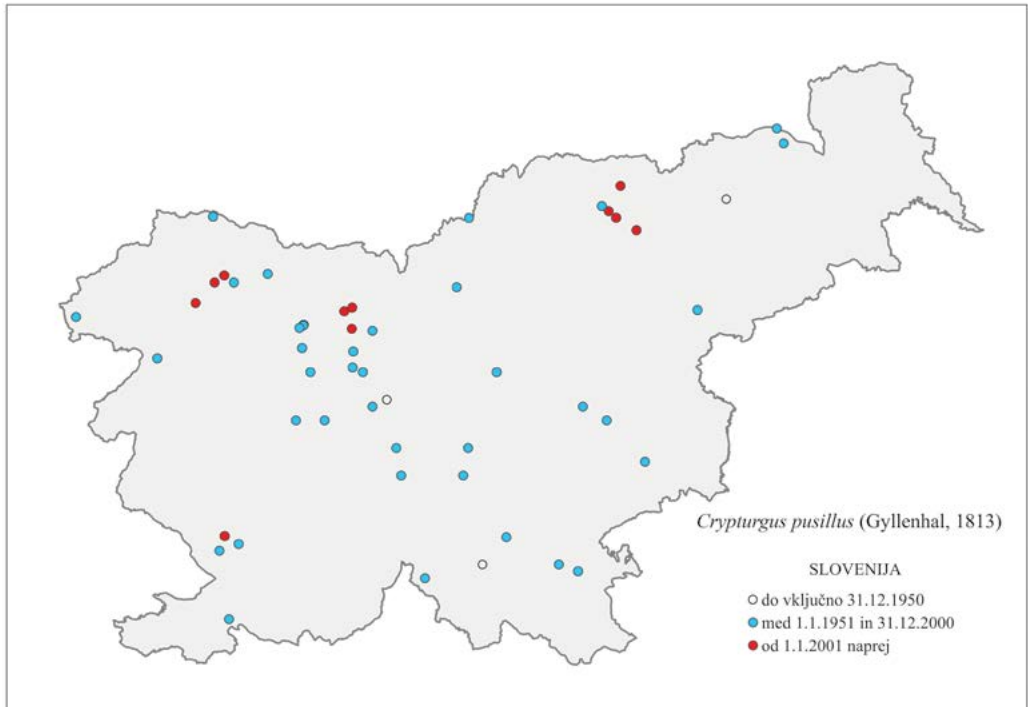 Crypturgus pusillus (Gyllenhal, 1813)
SLOVENIJA
do vključno 31.12.1950
med 1.1.1951 in 31.12.2000
od 1.1.2001 naprej